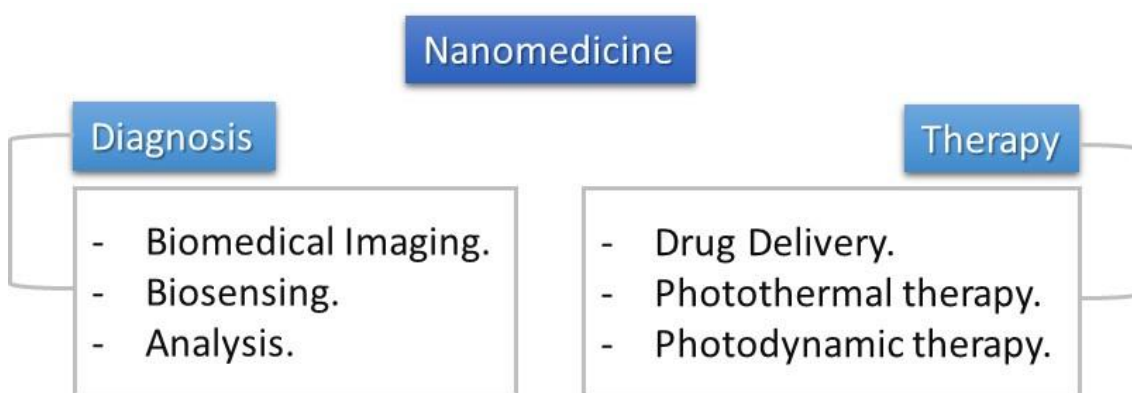 Nanomedicine
Diagnosis
- Biomedical Imaging.
- Biosensing.
- Analysis.
Therapy
- Drug Delivery.
- Photothermal therapy.
- Photodynamic therapy.